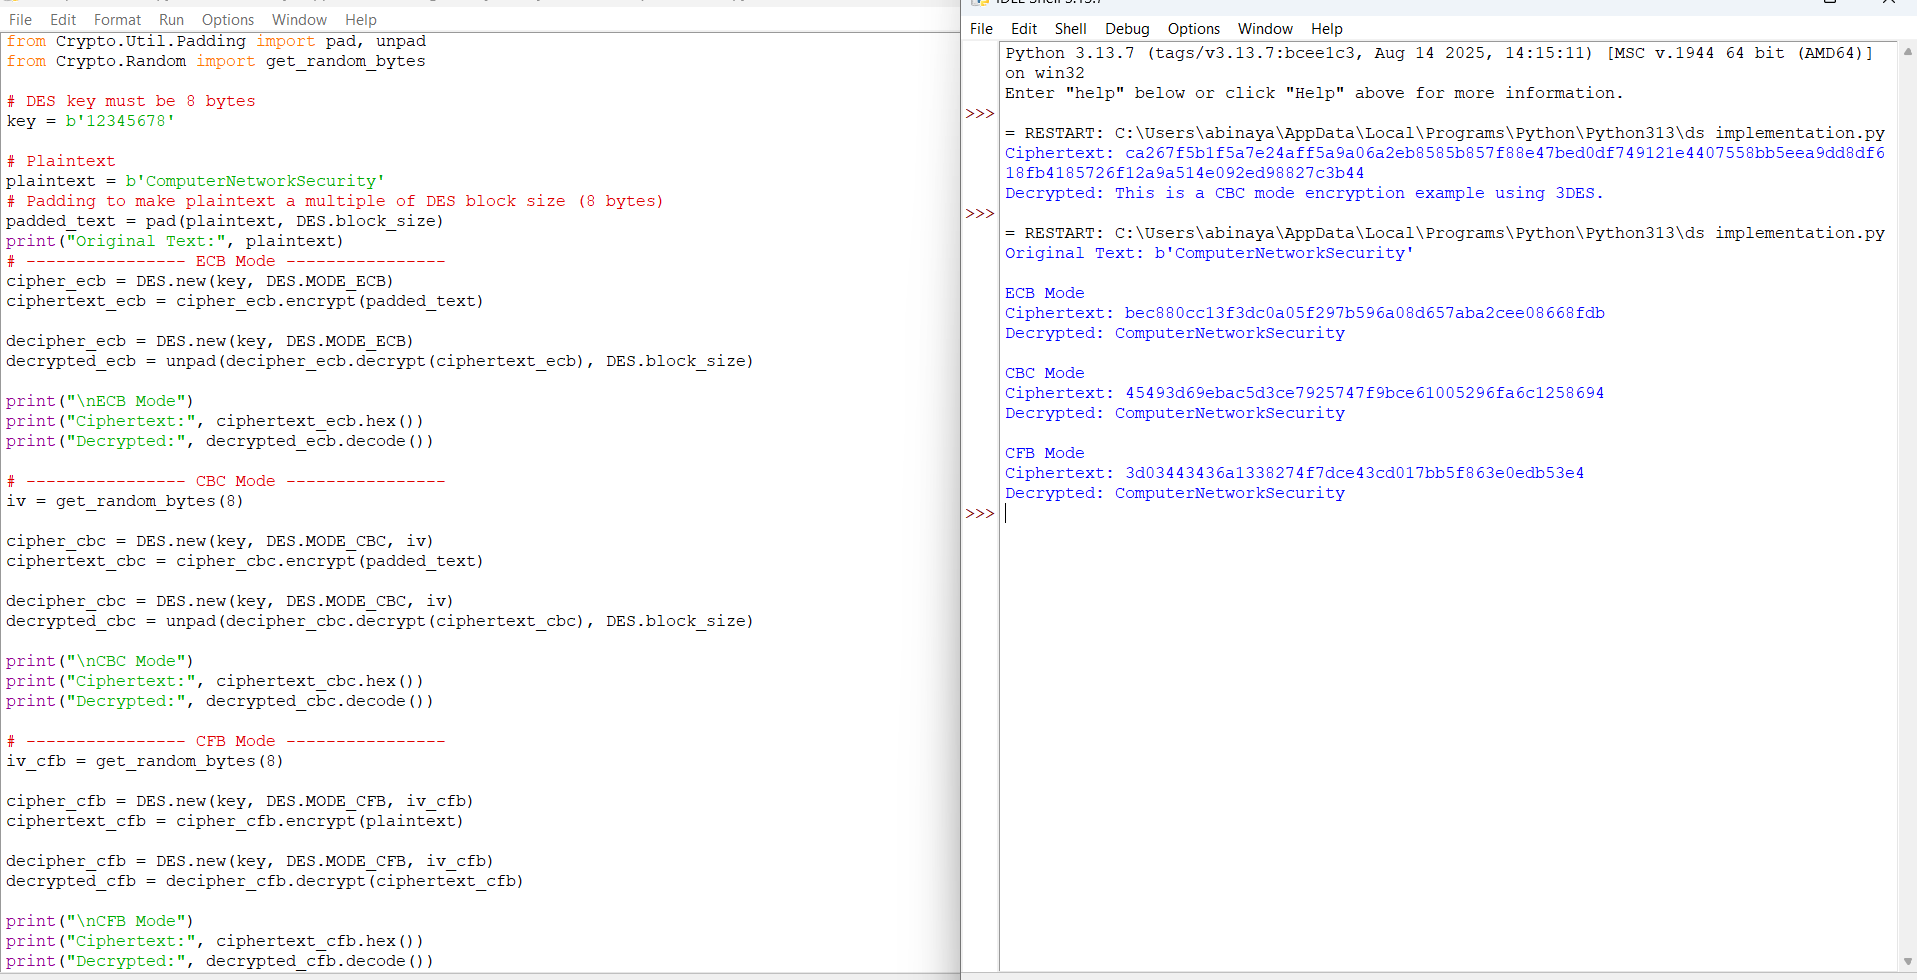 File Edit Format Run Options Window Help
from Crypto.Util.Padding import pad, unpad
from Crypto.Random import get_random_bytes

# DES key must be 8 bytes
key = b'12345678'

# Plaintext
plaintext = b'ComputerNetworkSecurity'
# Padding to make plaintext a multiple of DES block size (8 bytes)
padded_text = pad(plaintext, DES.block_size)
print("Original Text:", plaintext)
# ---------------- ECB Mode ----------------
cipher_ecb = DES.new(key, DES.MODE_ECB)
ciphertext_ecb = cipher_ecb.encrypt(padded_text)

decipher_ecb = DES.new(key, DES.MODE_ECB)
decrypted_ecb = unpad(decipher_ecb.decrypt(ciphertext_ecb), DES.block_size)

print("\nECB Mode")
print("Ciphertext:", ciphertext_ecb.hex())
print("Decrypted:", decrypted_ecb.decode())

# ---------------- CBC Mode ----------------
iv = get_random_bytes(8)

cipher_cbc = DES.new(key, DES.MODE_CBC, iv)
ciphertext_cbc = cipher_cbc.encrypt(padded_text)

decipher_cbc = DES.new(key, DES.MODE_CBC, iv)
decrypted_cbc = unpad(decipher_cbc.decrypt(ciphertext_cbc), DES.block_size)

print("\nCBC Mode")
print("Ciphertext:", ciphertext_cbc.hex())
print("Decrypted:", decrypted_cbc.decode())

# ---------------- CFB Mode ----------------
iv_cfb = get_random_bytes(8)

cipher_cfb = DES.new(key, DES.MODE_CFB, iv_cfb)
ciphertext_cfb = cipher_cfb.encrypt(plaintext)

decipher_cfb = DES.new(key, DES.MODE_CFB, iv_cfb)
decrypted_cfb = decipher_cfb.decrypt(ciphertext_cfb)

print("\nCFB Mode")
print("Ciphertext:", ciphertext_cfb.hex())
print("Decrypted:", decrypted_cfb.decode())
File Edit Shell Debug Options Window Help
Python 3.13.7 (tags/v3.13.7:bcee1c3, Aug 14 2025, 14:15:11) [MSC v.1944 64 bit (AMD64)]
on win32
Enter "help" below or click "Help" above for more information.
>>>
= RESTART: C:\Users\abinaya\AppData\Local\Programs\Python\Python313\ds implementation.py
Ciphertext: ca267f5b1f5a7e24aff5a9a06a2eb8585b857f88e47bed0df749121e4407558bb5eea9dd8df6
18fb4185726f12a9a514e092ed98827c3b44
Decrypted: This is a CBC mode encryption example using 3DES.
>>>
= RESTART: C:\Users\abinaya\AppData\Local\Programs\Python\Python313\ds implementation.py
Original Text: b'ComputerNetworkSecurity'

ECB Mode
Ciphertext: bec880cc13f3dc0a05f297b596a08d657aba2cee08668fdb
Decrypted: ComputerNetworkSecurity

CBC Mode
Ciphertext: 45493d69ebac5d3ce7925747f9bce61005296fa6c1258694
Decrypted: ComputerNetworkSecurity

CFB Mode
Ciphertext: 3d03443436a1338274f7dce43cd017bb5f863e0edb53e4
Decrypted: ComputerNetworkSecurity
>>>